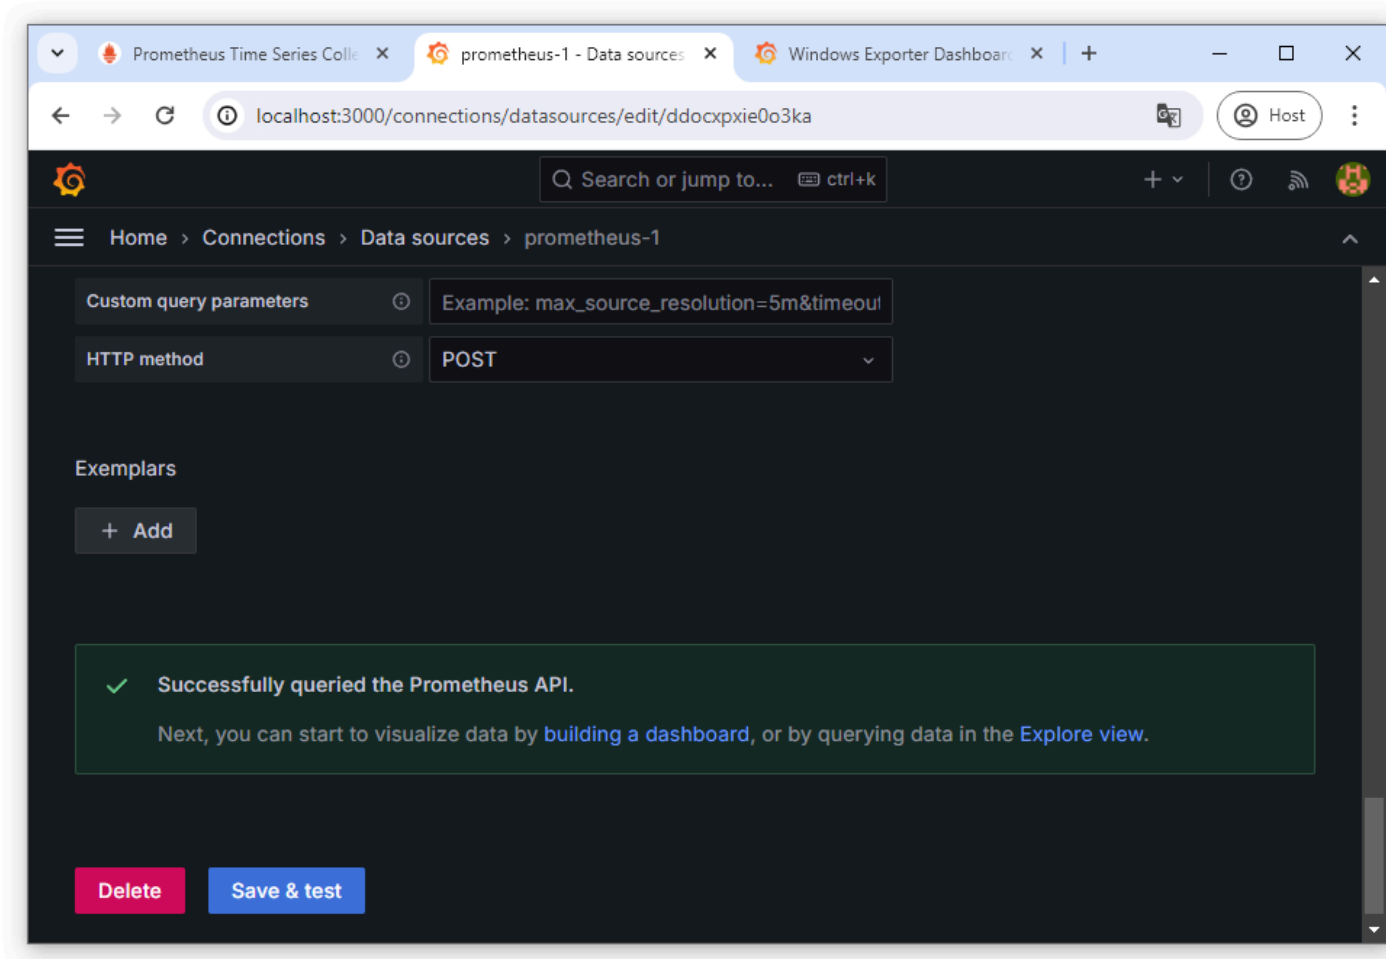 Prometheus Time Series Colle
prometheus-1 - Data sources
Windows Exporter Dashboard
localhost:3000/connections/datasources/edit/ddocxpxie0o3ka
Host
Search or jump to... ctrl+k
Home › Connections › Data sources › prometheus-1
Custom query parameters
Example: max_source_resolution=5m&timeout
HTTP method
POST
Exemplars
+ Add
Successfully queried the Prometheus API.
Next, you can start to visualize data by building a dashboard, or by querying data in the Explore view.
Delete
Save & test